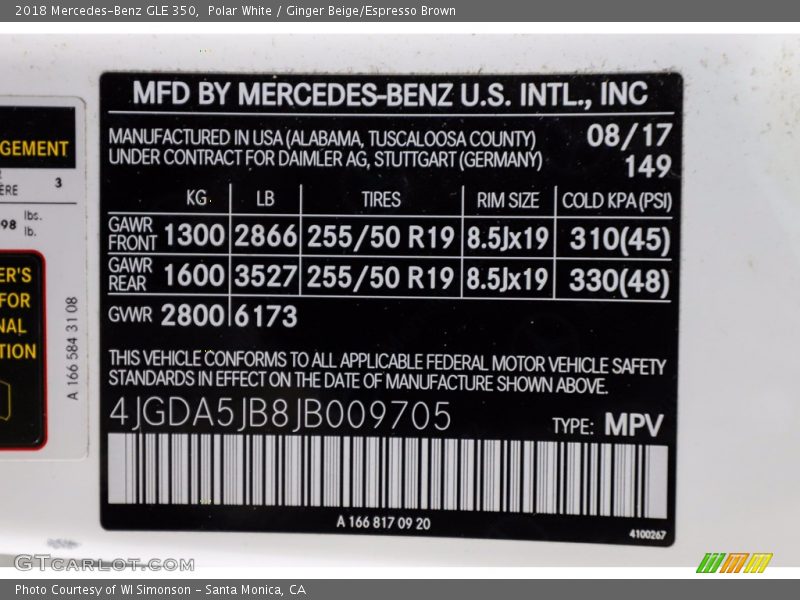 2018 Mercedes-Benz GLE 350,  Polar White / Ginger Beige/Espresso Brown
GEMENT
ERE 3
98 lbs.
lb.
ER'S
FOR
NAL
TION
A 166 584 31 08
MFD BY MERCEDES-BENZ U.S. INTL., INC
MANUFACTURED IN USA (ALABAMA, TUSCALOOSA COUNTY) 08/17
UNDER CONTRACT FOR DAIMLER AG, STUTTGART (GERMANY) 149
KG LB TIRES RIM SIZE COLD KPA (PSI)
GAWR FRONT 1300 2866 255/50 R19 8.5Jx19 310(45)
GAWR REAR 1600 3527 255/50 R19 8.5Jx19 330(48)
GVWR 2800 6173
THIS VEHICLE CONFORMS TO ALL APPLICABLE FEDERAL MOTOR VEHICLE SAFETY
STANDARDS IN EFFECT ON THE DATE OF MANUFACTURE SHOWN ABOVE.
4JGDA5JB8JB009705 TYPE: MPV
A 166 817 09 20
4100267
GTCARLOT.COM
Photo Courtesy of WI Simonson - Santa Monica, CA